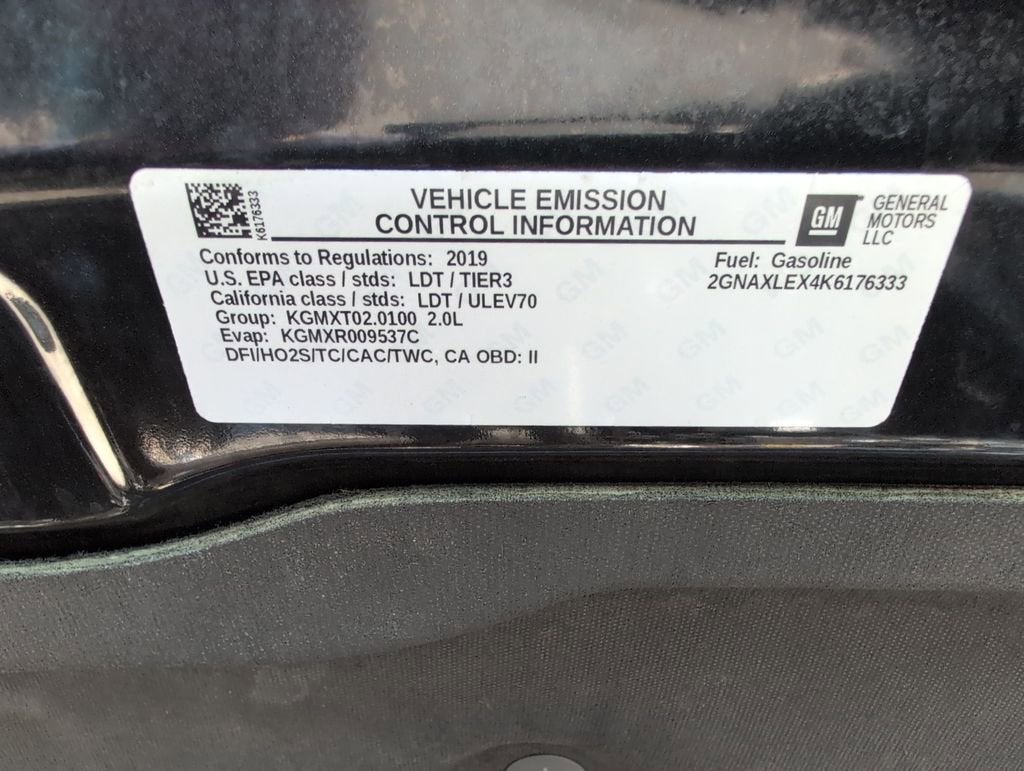 K6176333
VEHICLE EMISSION
CONTROL INFORMATION
GM
GENERAL
MOTORS
LLC
Conforms to Regulations: 2019
U.S. EPA class / stds: LDT / TIER3
California class / stds: LDT / ULEV70
Group: KGMXT02.0100 2.0L
Evap: KGMXR009537C
DFI/HO2S/TC/CAC/TWC, CA OBD: II
Fuel: Gasoline
2GNAXLEX4K6176333